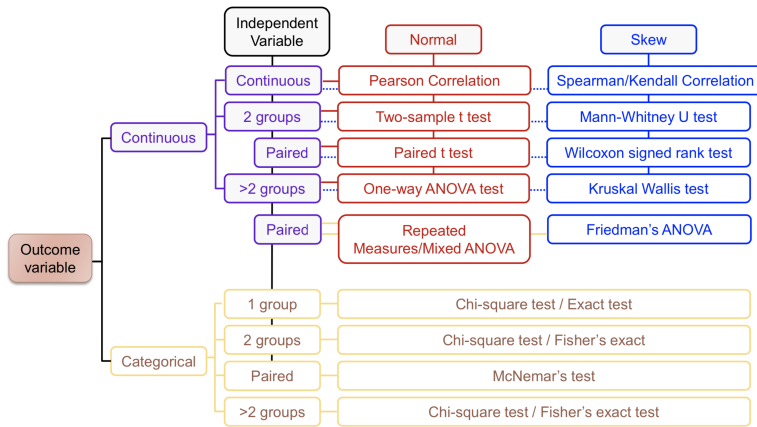 Independent
Variable
Normal
Skew
Continuous
Pearson Correlation
Spearman/Kendall Correlation
2 groups
Two-sample t test
Mann-Whitney U test
Continuous
Paired
Paired t test
Wilcoxon signed rank test
>2 groups
One-way ANOVA test
Kruskal Wallis test
Paired
Repeated
Measures/Mixed ANOVA
Friedman's ANOVA
Outcome
variable
1 group
Chi-square test / Exact test
2 groups
Chi-square test / Fisher's exact
Categorical
Paired
McNemar's test
>2 groups
Chi-square test / Fisher's exact test